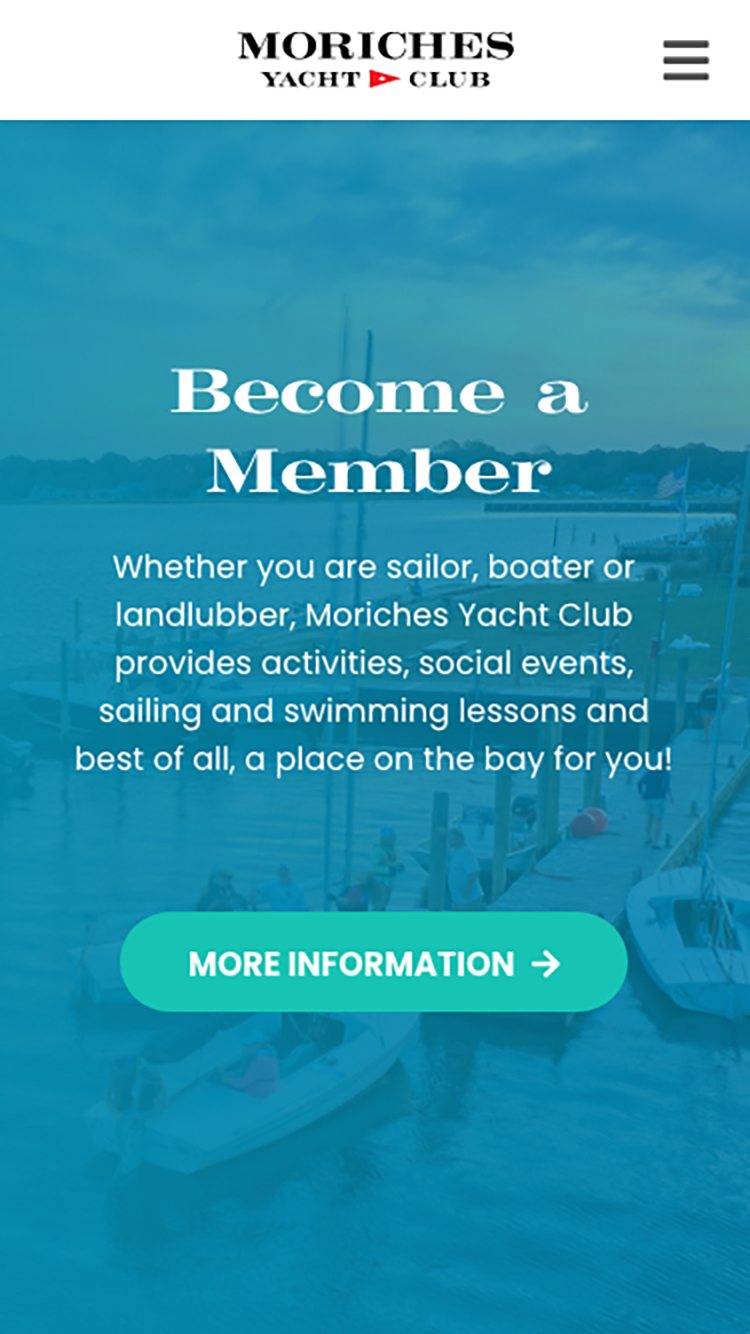 MORICHES
YACHT CLUB
Become a
Member
Whether you are sailor, boater or
landlubber, Moriches Yacht Club
provides activities, social events,
sailing and swimming lessons and
best of all, a place on the bay for you!
MORE INFORMATION →